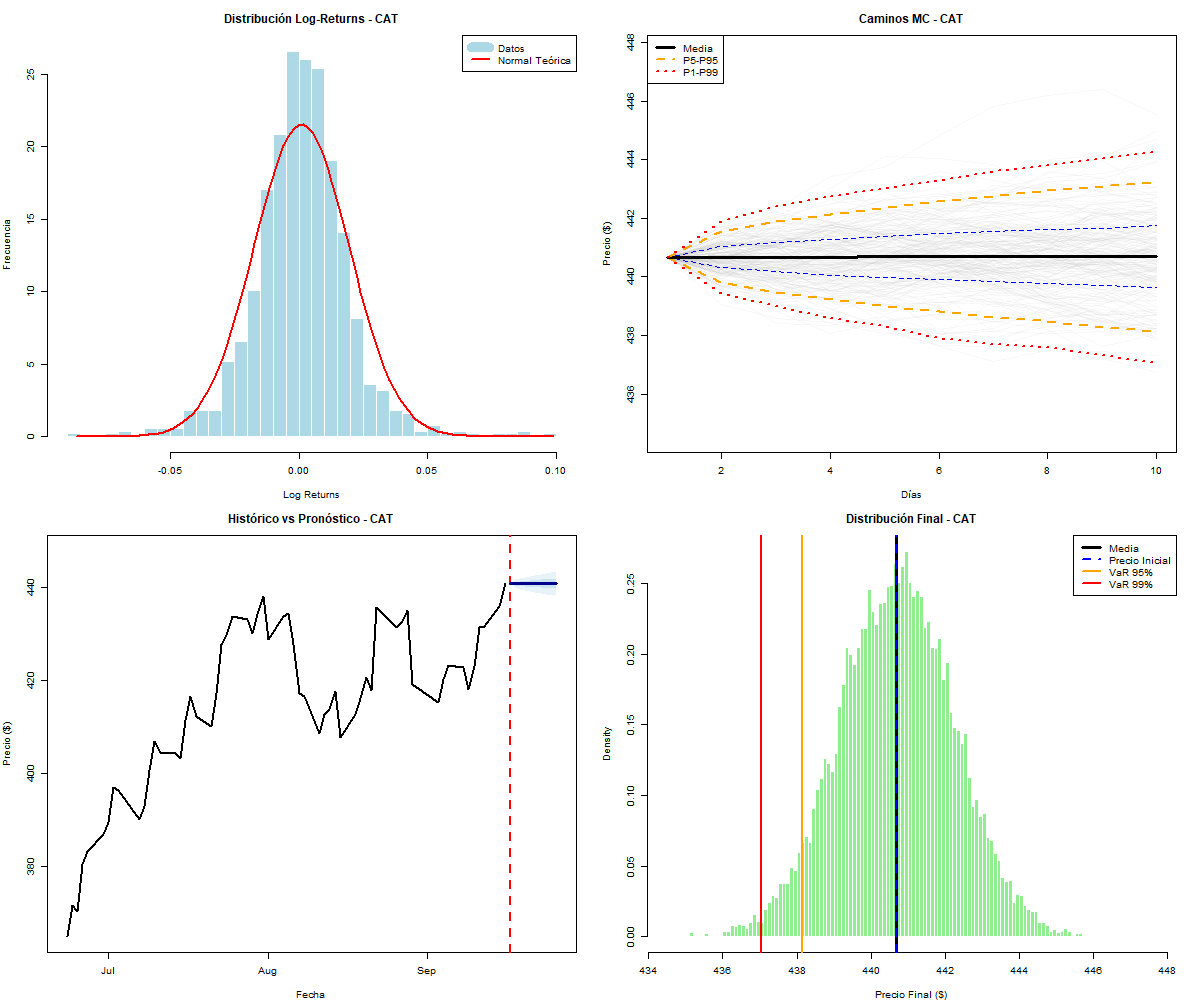 Distribución Log-Returns - CAT
Datos
Normal Teórica
Frecuencia
25
20
15
10
5
0
-0.05
0.00
0.05
0.10
Log Returns
Caminos MC - CAT
Media
P5-P95
P1-P99
Precio ($)
448
446
444
442
440
438
436
2
4
6
8
10
Días
Histórico vs Pronóstico - CAT
Precio ($)
440
420
400
380
Jul
Aug
Sep
Fecha
Distribución Final - CAT
Media
Precio Inicial
VaR 95%
VaR 99%
Density
0.25
0.20
0.15
0.10
0.05
0.00
434
436
438
440
442
444
446
448
Precio Final ($)